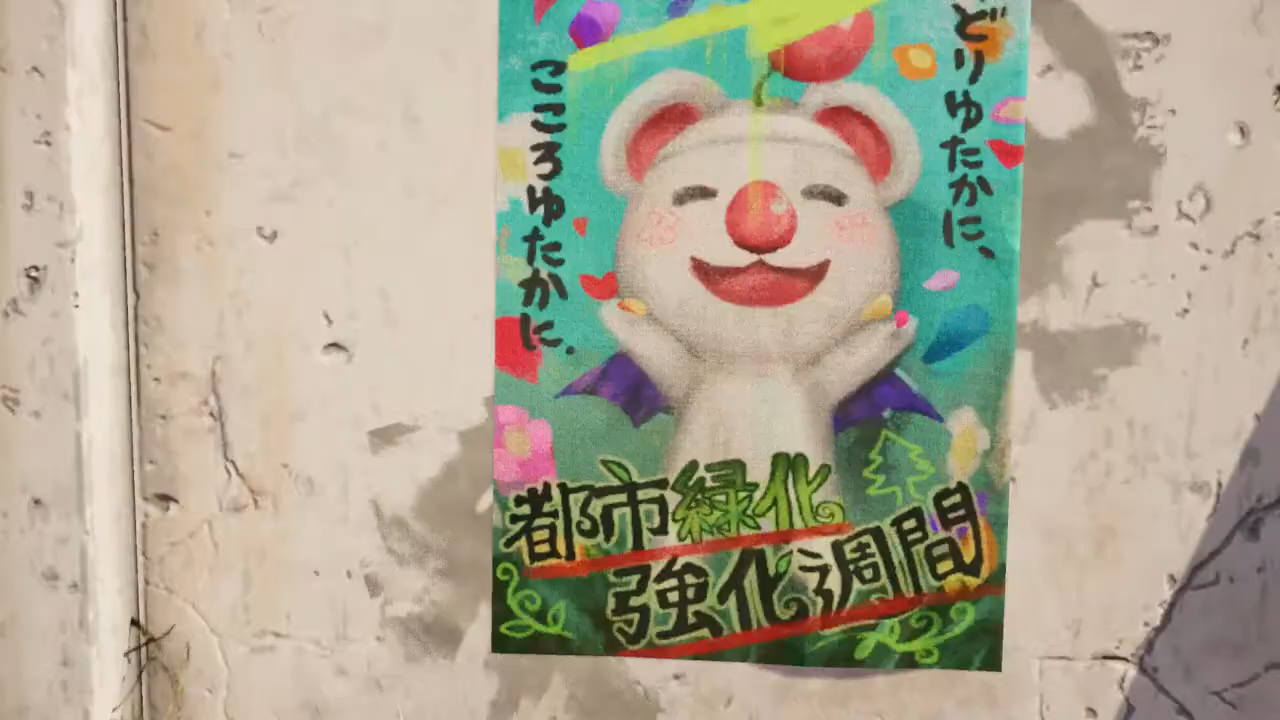 どりゆたかに、
こころゆたかに.
都市緑化
強化週間